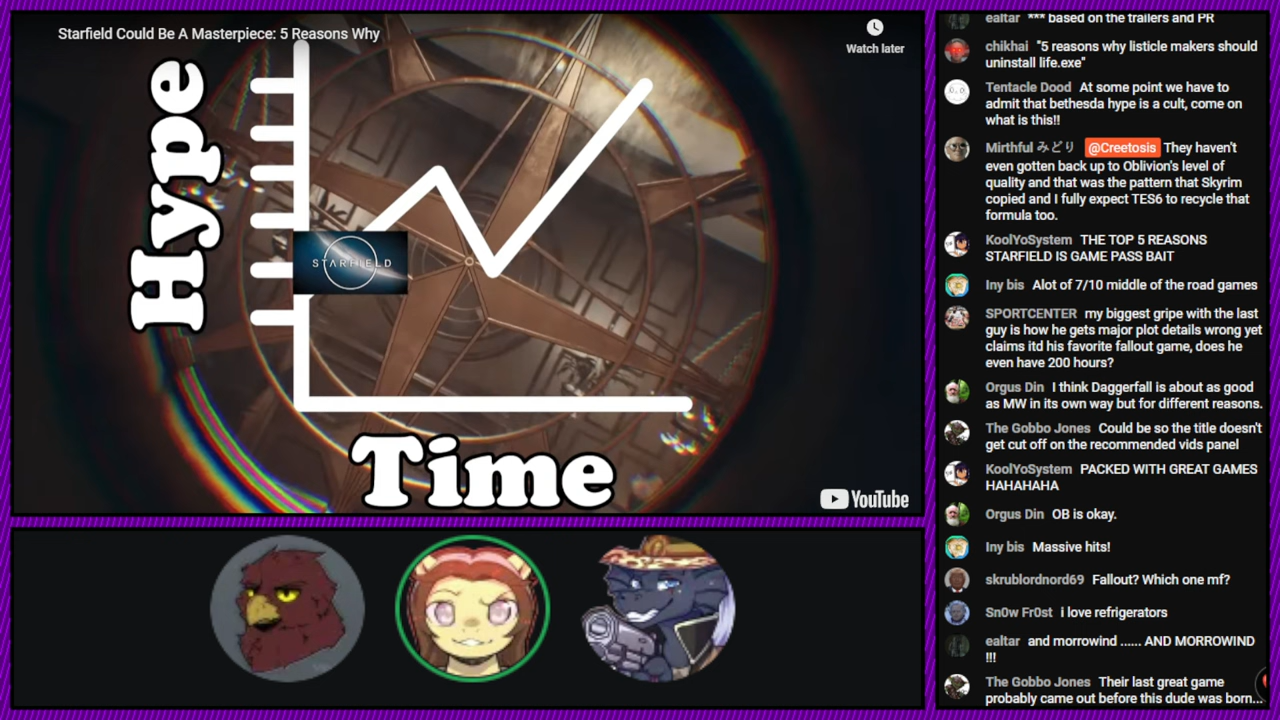 Starfield Could Be A Masterpiece: 5 Reasons Why
Watch later
Hype
STARFIELD
Time
YouTube
ealtar *** based on the trailers and PR
chikhai "5 reasons why listicle makers should
uninstall life.exe"
Tentacle Dood At some point we have to
admit that bethesda hype is a cult, come on
what is this!!
Mirthful みどり @Creetosis They haven't
even gotten back up to Oblivion's level of
quality and that was the pattern that Skyrim
copied and I fully expect TES6 to recycle that
formula too.
KoolYoSystem THE TOP 5 REASONS
STARFIELD IS GAME PASS BAIT
Iny bis Alot of 7/10 middle of the road games
SPORTCENTER my biggest gripe with the last
guy is how he gets major plot details wrong yet
claims itd his favorite fallout game, does he
even have 200 hours?
Orgus Din I think Daggerfall is about as good
as MW in its own way but for different reasons.
The Gobbo Jones Could be so the title doesn't
get cut off on the recommended vids panel
KoolYoSystem PACKED WITH GREAT GAMES
HAHAHAHA
Orgus Din OB is okay.
Iny bis Massive hits!
skrublordnord69 Fallout? Which one mf?
Sn0w Fr0st i love refrigerators
ealtar and morrowind ...... AND MORROWIND
!!!
The Gobbo Jones Their last great game
probably came out before this dude was born...